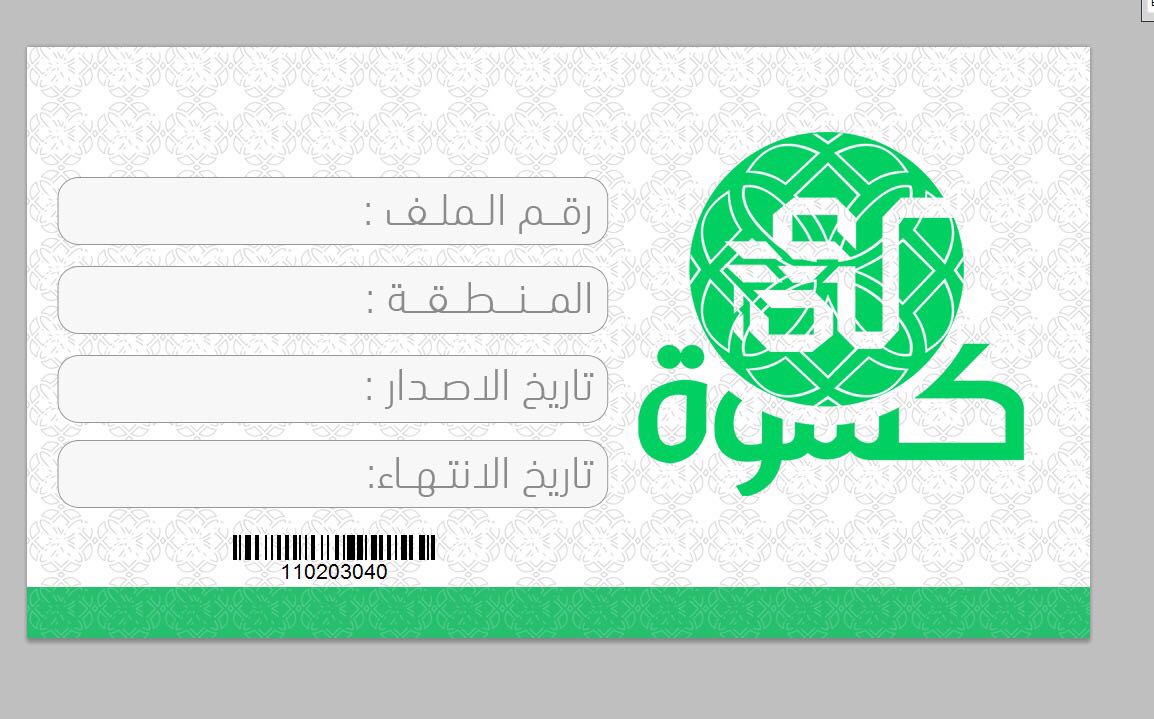 رقم الملف :
المنطقة :
تاريخ الاصدار :
تاريخ الانتهاء:
كسوة
110203040